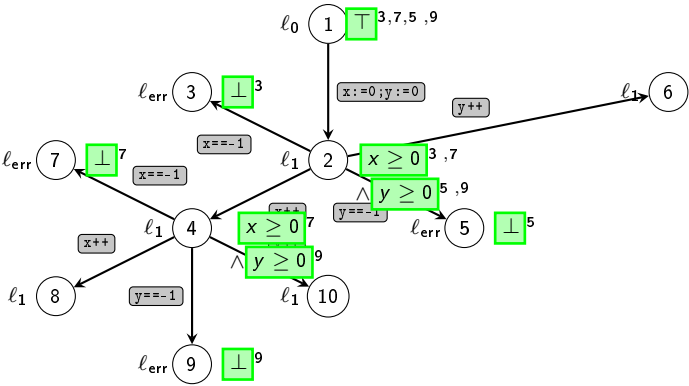 ℓ0 1 ⊤ 3,7,5 ,9
ℓerr 3 ⊥ 3
x:=0;y:=0
ℓ1 6
y++
x==-1
ℓerr 7 ⊥ 7
ℓ1 2 x ≥ 0 3 ,7
x==-1
∧ y ≥ 0 5 ,9
x++
y==-1
ℓ1 4 x ≥ 0 7
ℓerr 5 ⊥ 5
x++
∧ y ≥ 0 9
ℓ1 8
y==-1
ℓ1 10
ℓerr 9 ⊥ 9